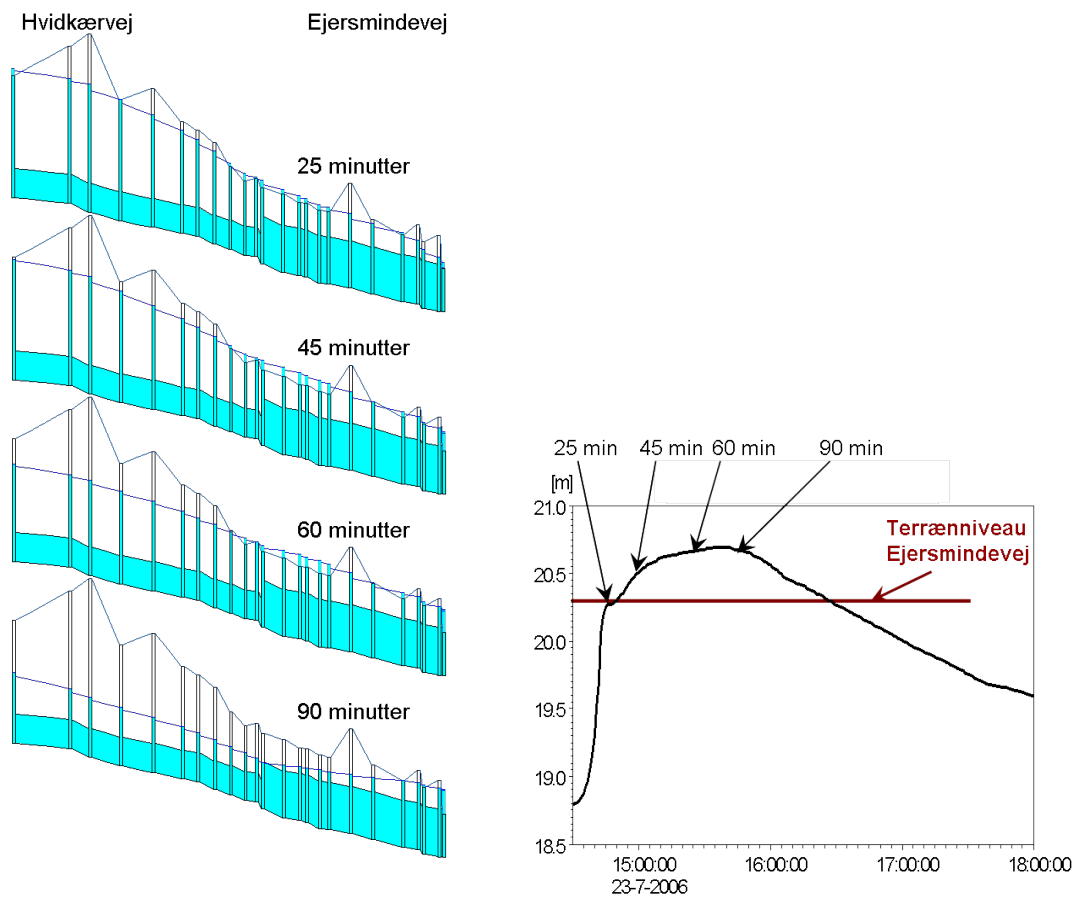 Hvidkærvej Ejersmindevej
25 minutter
45 minutter
60 minutter
90 minutter
25 min 45 min 60 min 90 min
[m]
21.0
20.5
20.0
19.5
19.0
18.5
Terrænniveau
Ejersmindevej
15:00:00 16:00:00 17:00:00 18:00:00
23-7-2006